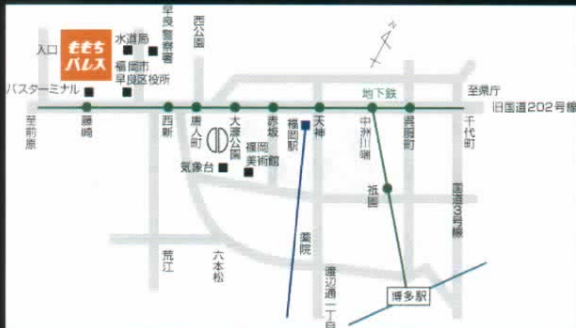 入口
ももち
パレス
水道局
早良警察署
西公園
福岡市
早良区役所
バスターミナル
至前原
藤崎
西新
唐人町
大濠公園
赤坂
福岡駅
天神
地下鉄
中洲川端
呉服町
至県庁
旧国道202号線
千代町
気象台
福岡
美術館
祇園
国道3号線
荒江
六本松
薬院
渡辺通一丁目
博多駅
N